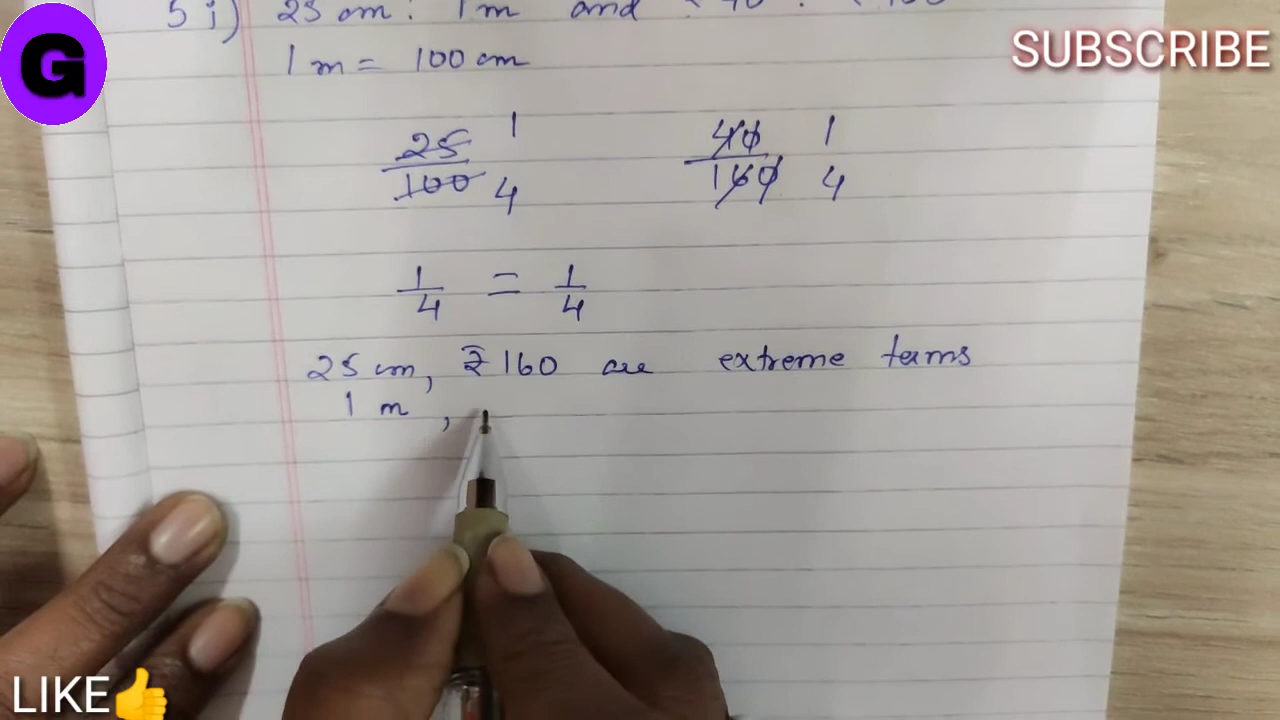 5 i) 25 cm : 1 m and
G
SUBSCRIBE
1 m = 100 cm
25 1 40 1
100 4 160 4
1 = 1
4 4
25 cm, ₹ 160 are extreme terms
1 m ,
LIKE👍